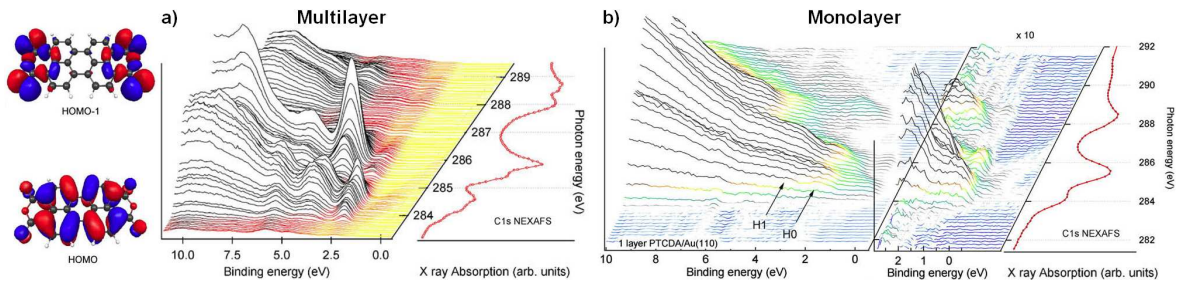 HOMO-1
HOMO
a) Multilayer
289
288
287
286
285
284
Photon energy (eV)
C1s NEXAFS
10.0 7.5 5.0 2.5 0.0
Binding energy (eV)
X ray Absorption (arb. units)
b) Monolayer
x 10
292
290
288
286
284
282
Photon energy (eV)
H1
H0
1 layer PTCDA/Au(110)
C1s NEXAFS
10 8 6 4 2 0
2 1 0
Binding energy (eV)
Binding energy (eV)
X ray Absorption (arb. units)